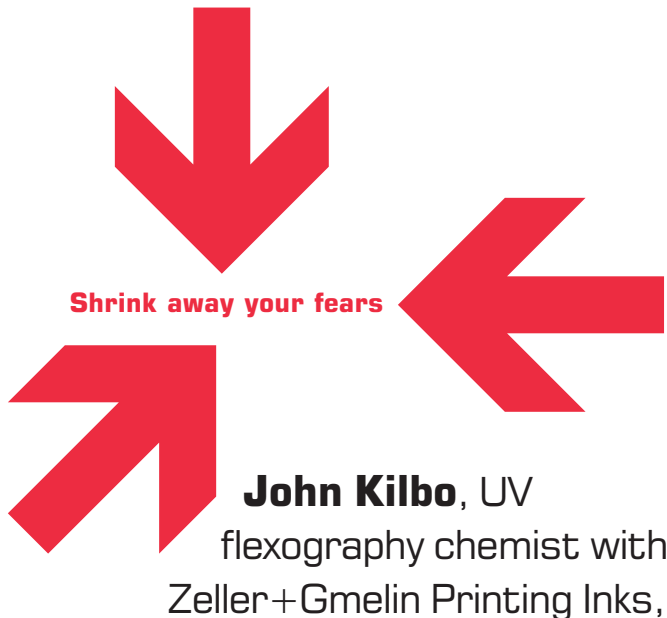 Shrink away your fears
John Kilbo, UV
flexography chemist with
Zeller+Gmelin Printing Inks,